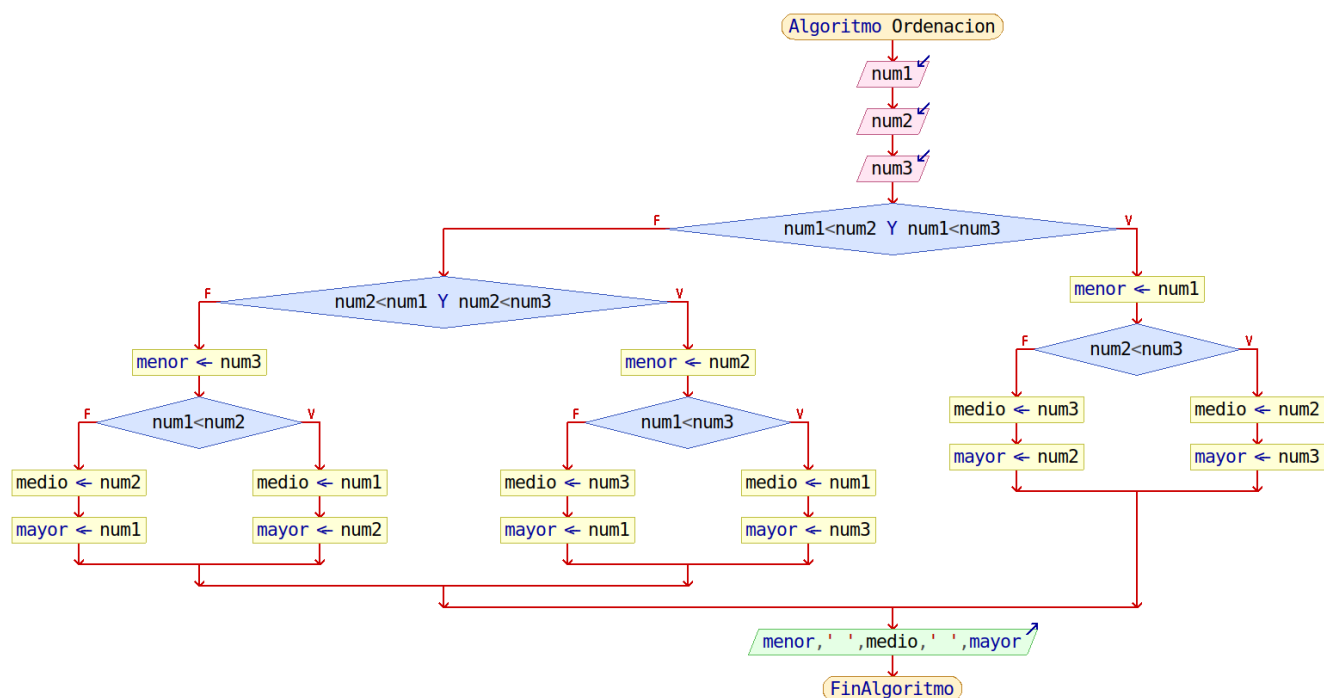 Algoritmo Ordenacion
num1
num2
num3
F
num1<num2 Y num1<num3
V
menor ← num1
F
num2<num1 Y num2<num3
V
F
num2<num3
V
menor ← num3
menor ← num2
medio ← num3
medio ← num2
F
num1<num2
V
F
num1<num3
V
mayor ← num2
mayor ← num3
medio ← num2
medio ← num1
medio ← num3
medio ← num1
mayor ← num1
mayor ← num2
mayor ← num1
mayor ← num3
menor,' ',medio,' ',mayor
FinAlgoritmo